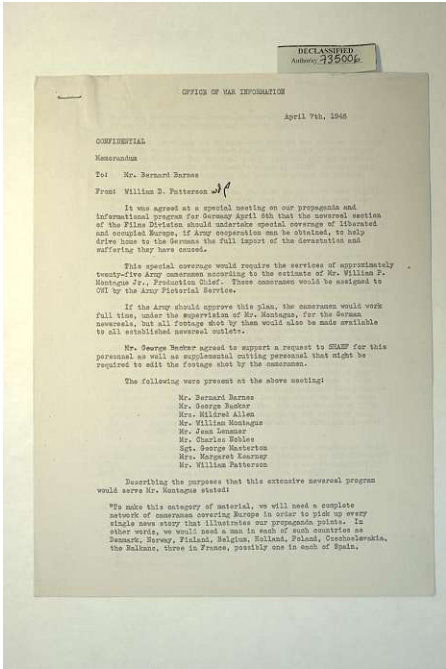 DECLASSIFIED
Authority 735006
OFFICE OF WAR INFORMATION
April 7th, 1945
CONFIDENTIAL
Memorandum
To: Mr. Bernard Barnes
From: William D. Patterson
It was agreed at a special meeting on our propaganda and
informational program for Germany April 6th that the newsreel section
of the Films Division should undertake special coverage of liberated
and occupied Europe, if Army cooperation can be obtained, to help
drive home to the Germans the full import of the devastation and
suffering they have caused.
This special coverage would require the services of approximately
twenty-five Army cameramen according to the estimate of Mr. William P.
Montague Jr., Production Chief. These cameramen would be assigned to
OWI by the Army Pictorial Service.
If the Army should approve this plan, the cameramen would work
full time, under the supervision of Mr. Montague, for the German
newsreels, but all footage shot by them would also be made available
to all established newsreel outlets.
Mr. George Backer agreed to support a request to SHAEF for this
personnel as well as supplemental cutting personnel that might be
required to edit the footage shot by the cameramen.
The following were present at the above meeting:
Mr. Bernard Barnes
Mr. George Backer
Mrs. Mildred Allen
Mr. William Montague
Mr. Jean Lenauer
Mr. Charles Nobles
Sgt. George Masterton
Mrs. Margaret Kearney
Mr. William Patterson
Describing the purposes that this extensive newsreel program
would serve Mr. Montague stated:
"To make this category of material, we will need a complete
network of cameramen covering Europe in order to pick up every
single news story that illustrates our propaganda points. In
other words, we would need a man in each of such countries as
Denmark, Norway, Finland, Belgium, Holland, Poland, Czechoslovakia,
the Balkans, three in France, possibly one in each of Spain,